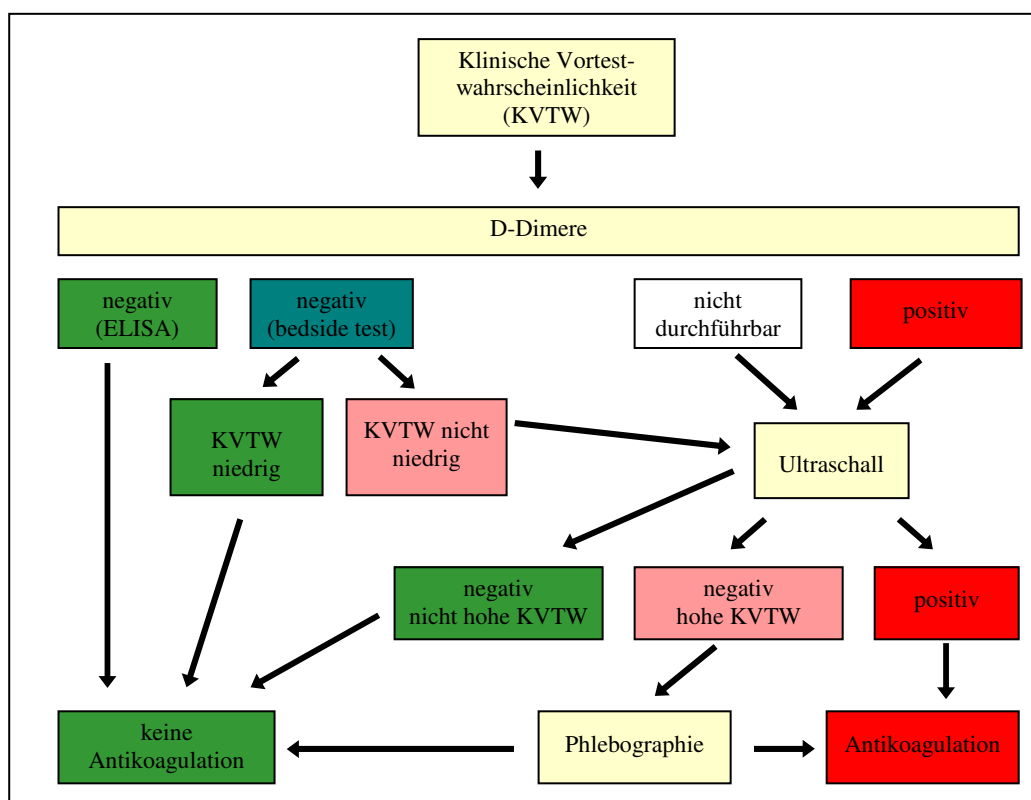 Klinische Vortest-
wahrscheinlichkeit
(KVTW)
D-Dimere
negativ
(ELISA)
negativ
(bedside test)
nicht
durchführbar
positiv
KVTW
niedrig
KVTW nicht
niedrig
Ultraschall
negativ
nicht hohe KVTW
negativ
hohe KVTW
positiv
keine
Antikoagulation
Phlebographie
Antikoagulation